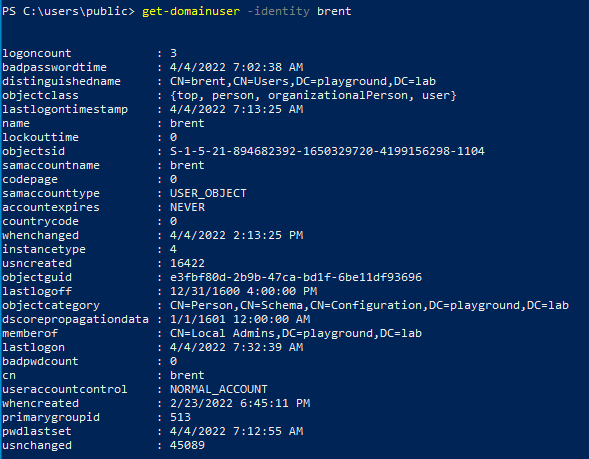 PS C:\users\public> get-domainuser -identity brent
logoncount : 3
badpasswordtime : 4/4/2022 7:02:38 AM
distinguishedname : CN=brent,CN=Users,DC=playground,DC=lab
objectclass : {top, person, organizationalPerson, user}
lastlogontimestamp : 4/4/2022 7:13:25 AM
name : brent
lockouttime : 0
objectsid : S-1-5-21-894682392-1650329720-4199156298-1104
samaccountname : brent
codepage : 0
samaccounttype : USER_OBJECT
accountexpires : NEVER
countrycode : 0
whenchanged : 4/4/2022 2:13:25 PM
instancetype : 4
usncreated : 16422
objectguid : e3fbf80d-2b9b-47ca-bd1f-6be11df93696
lastlogoff : 12/31/1600 4:00:00 PM
objectcategory : CN=Person,CN=Schema,CN=Configuration,DC=playground,DC=lab
dscorepropagationdata : 1/1/1601 12:00:00 AM
memberof : CN=Local Admins,DC=playground,DC=lab
lastlogon : 4/4/2022 7:32:39 AM
badpwdcount : 0
cn : brent
useraccountcontrol : NORMAL_ACCOUNT
whencreated : 2/23/2022 6:45:11 PM
primarygroupid : 513
pwdlastset : 4/4/2022 7:12:55 AM
usnchanged : 45089